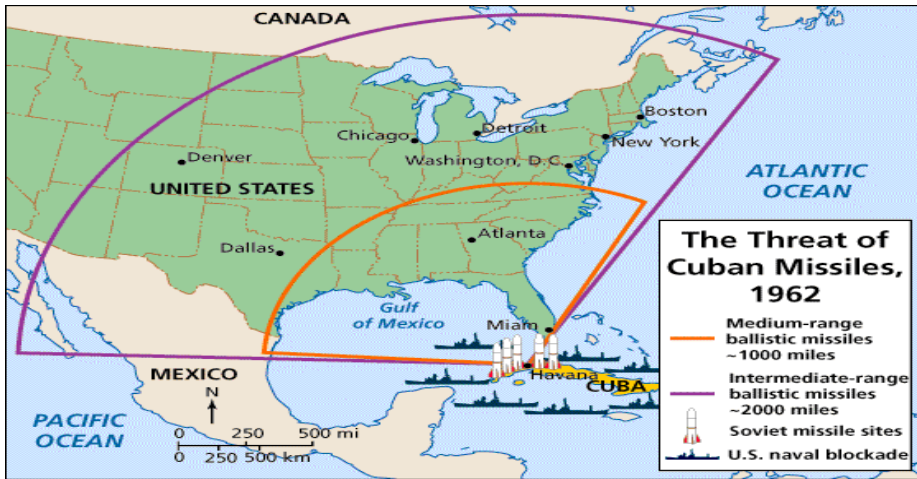 CANADA
Boston
Chicago
Detroit
New York
Washington, D.C.
Denver
ATLANTIC
OCEAN
UNITED STATES
Atlanta
Dallas
Gulf
of Mexico
Miam
MEXICO
Havana
CUBA
N
PACIFIC
OCEAN
0 250 500 mi
0 250 500 km
The Threat of
Cuban Missiles,
1962
Medium-range
ballistic missiles
~1000 miles
Intermediate-range
ballistic missiles
~2000 miles
Soviet missile sites
U.S. naval blockade